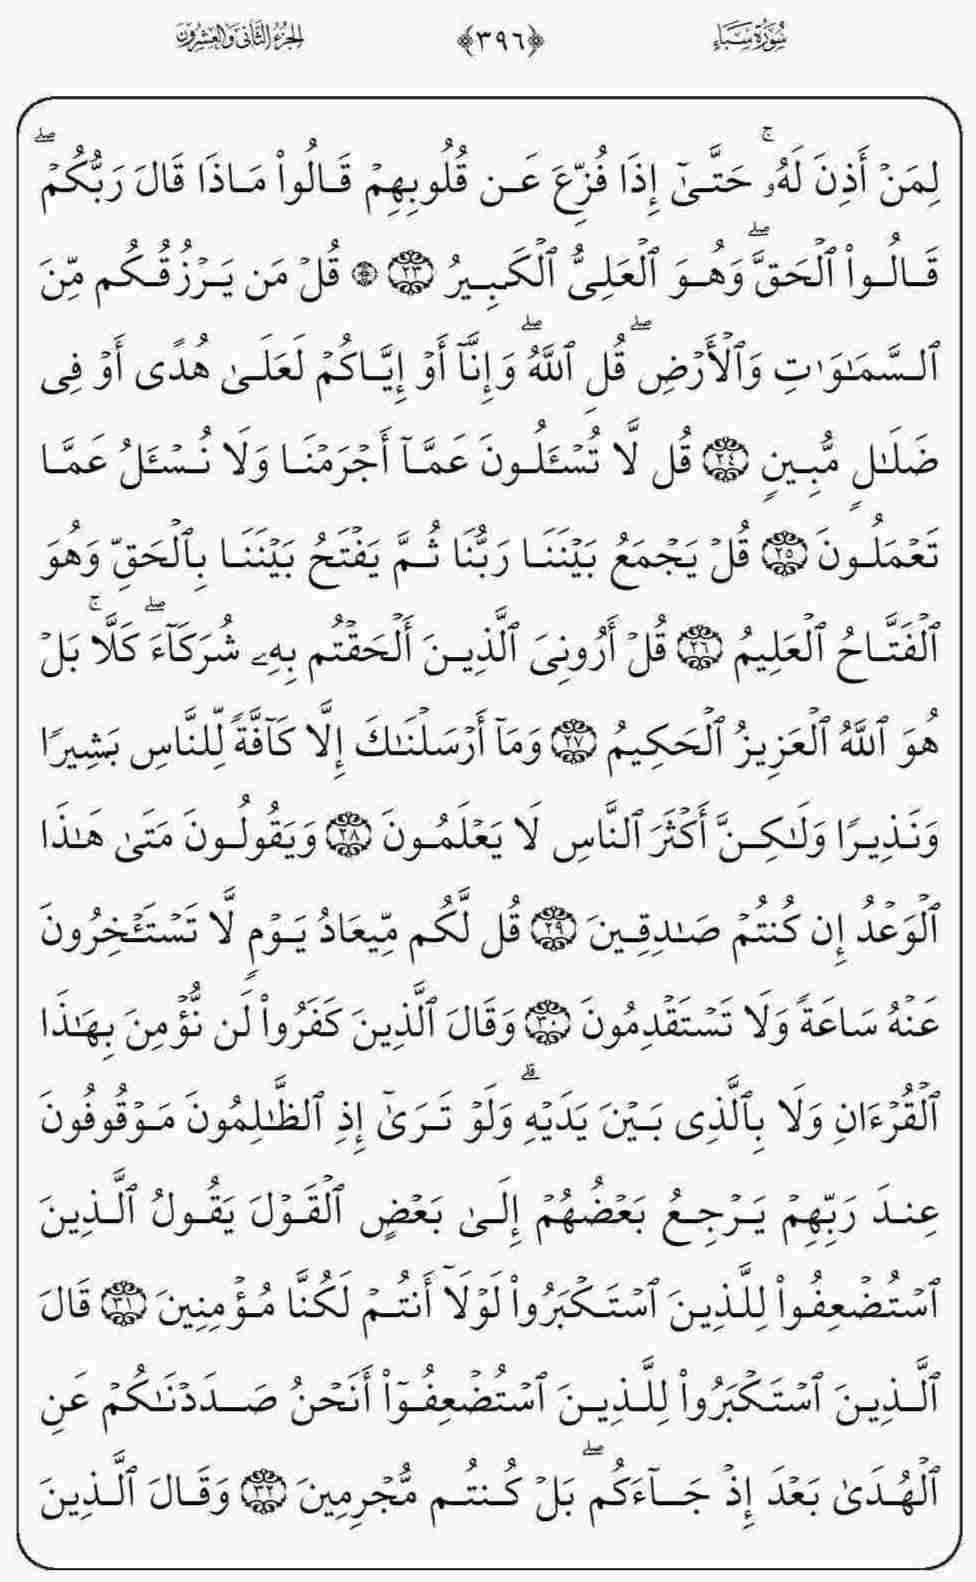 سُورَةُ سَبَإٍ ﴿٣٩٦﴾ الجُزْءُ الثَّانِي وَالعِشْرُونَ
لِمَنْ أَذِنَ لَهُۥۚ حَتَّىٰٓ إِذَا فُزِّعَ عَن قُلُوبِهِمْ قَالُوا۟ مَاذَا قَالَ رَبُّكُمْۖ
قَالُوا۟ ٱلْحَقَّۖ وَهُوَ ٱلْعَلِىُّ ٱلْكَبِيرُ ٢٣ ۞ قُلْ مَن يَرْزُقُكُم مِّنَ
ٱلسَّمَٰوَٰتِ وَٱلْأَرْضِۖ قُلِ ٱللَّهُۖ وَإِنَّآ أَوْ إِيَّاكُمْ لَعَلَىٰ هُدًى أَوْ فِى
ضَلَٰلٍ مُّبِينٍ ٢٤ قُل لَّا تُسْـَٔلُونَ عَمَّآ أَجْرَمْنَا وَلَا نُسْـَٔلُ عَمَّا
تَعْمَلُونَ ٢٥ قُلْ يَجْمَعُ بَيْنَنَا رَبُّنَا ثُمَّ يَفْتَحُ بَيْنَنَا بِٱلْحَقِّ وَهُوَ
ٱلْفَتَّاحُ ٱلْعَلِيمُ ٢٦ قُلْ أَرُونِىَ ٱلَّذِينَ أَلْحَقْتُم بِهِۦ شُرَكَآءَۖ كَلَّاۚ بَلْ
هُوَ ٱللَّهُ ٱلْعَزِيزُ ٱلْحَكِيمُ ٢٧ وَمَآ أَرْسَلْنَٰكَ إِلَّا كَآفَّةً لِّلنَّاسِ بَشِيرًا
وَنَذِيرًا وَلَٰكِنَّ أَكْثَرَ ٱلنَّاسِ لَا يَعْلَمُونَ ٢٨ وَيَقُولُونَ مَتَىٰ هَٰذَا
ٱلْوَعْدُ إِن كُنتُمْ صَٰدِقِينَ ٢٩ قُل لَّكُم مِّيعَادُ يَوْمٍ لَّا تَسْتَـْٔخِرُونَ
عَنْهُ سَاعَةً وَلَا تَسْتَقْدِمُونَ ٣٠ وَقَالَ ٱلَّذِينَ كَفَرُوا۟ لَن نُّؤْمِنَ بِهَٰذَا
ٱلْقُرْءَانِ وَلَا بِٱلَّذِى بَيْنَ يَدَيْهِۗ وَلَوْ تَرَىٰٓ إِذِ ٱلظَّٰلِمُونَ مَوْقُوفُونَ
عِندَ رَبِّهِمْ يَرْجِعُ بَعْضُهُمْ إِلَىٰ بَعْضٍ ٱلْقَوْلَ يَقُولُ ٱلَّذِينَ
ٱسْتُضْعِفُوا۟ لِلَّذِينَ ٱسْتَكْبَرُوا۟ لَوْلَآ أَنتُمْ لَكُنَّا مُؤْمِنِينَ ٣١ قَالَ
ٱلَّذِينَ ٱسْتَكْبَرُوا۟ لِلَّذِينَ ٱسْتُضْعِفُوٓا۟ أَنَحْنُ صَدَدْنَٰكُمْ عَنِ
ٱلْهُدَىٰ بَعْدَ إِذْ جَآءَكُمۖ بَلْ كُنتُم مُّجْرِمِينَ ٣٢ وَقَالَ ٱلَّذِينَ